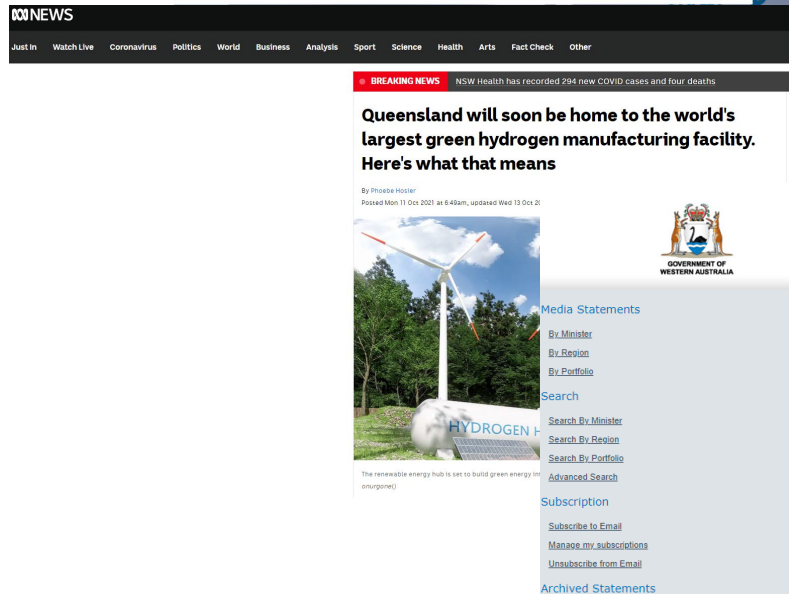 NEWS
Just In Watch Live Coronavirus Politics World Business Analysis Sport Science Health Arts Fact Check Other
BREAKING NEWS NSW Health has recorded 294 new COVID cases and four deaths
Queensland will soon be home to the world's
largest green hydrogen manufacturing facility.
Here's what that means
By Phoebe Hosier
Posted Mon 11 Oct 2021 at 6:49am, updated Wed 13 Oct 20
HYDROGEN H
The renewable energy hub is set to build green energy in
onurgonel)
GOVERNMENT OF
WESTERN AUSTRALIA
Media Statements
By Minister
By Region
By Portfolio
Search
Search By Minister
Search By Region
Search By Portfolio
Advanced Search
Subscription
Subscribe to Email
Manage my subscriptions
Unsubscribe from Email
Archived Statements